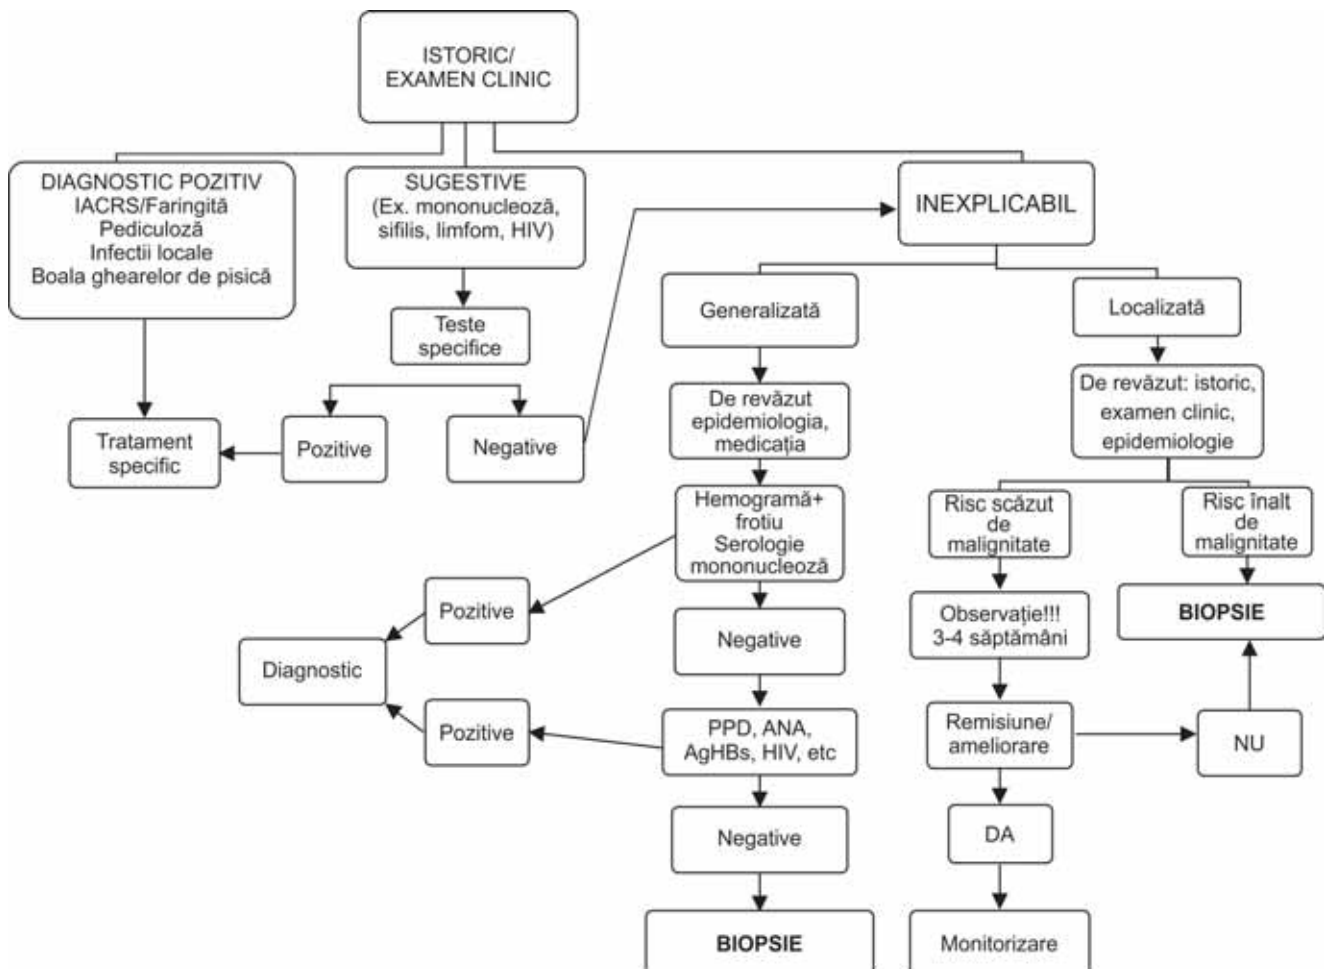 ISTORIC/
EXAMEN CLINIC
DIAGNOSTIC POZITIV
IACRS/Faringită
Pediculoză
Infectii locale
Boala ghearelor de pisică
SUGESTIVE
(Ex. mononucleoză,
sifilis, limfom, HIV)
INEXPLICABIL
Teste
specifice
Generalizată
Localizată
Tratament
specific
Pozitive
Negative
De revăzut
epidemiologia,
medicația
De revăzut: istoric,
examen clinic,
epidemiologie
Hemogramă+
frotiu
Serologie
mononucleoză
Risc scăzut
de
malignitate
Risc înalt
de
malignitate
Pozitive
Negative
Observație!!!
3-4 săptămâni
BIOPSIE
Diagnostic
Pozitive
PPD, ANA,
AgHBs, HIV, etc
Remisiune/
ameliorare
NU
Negative
DA
BIOPSIE
Monitorizare